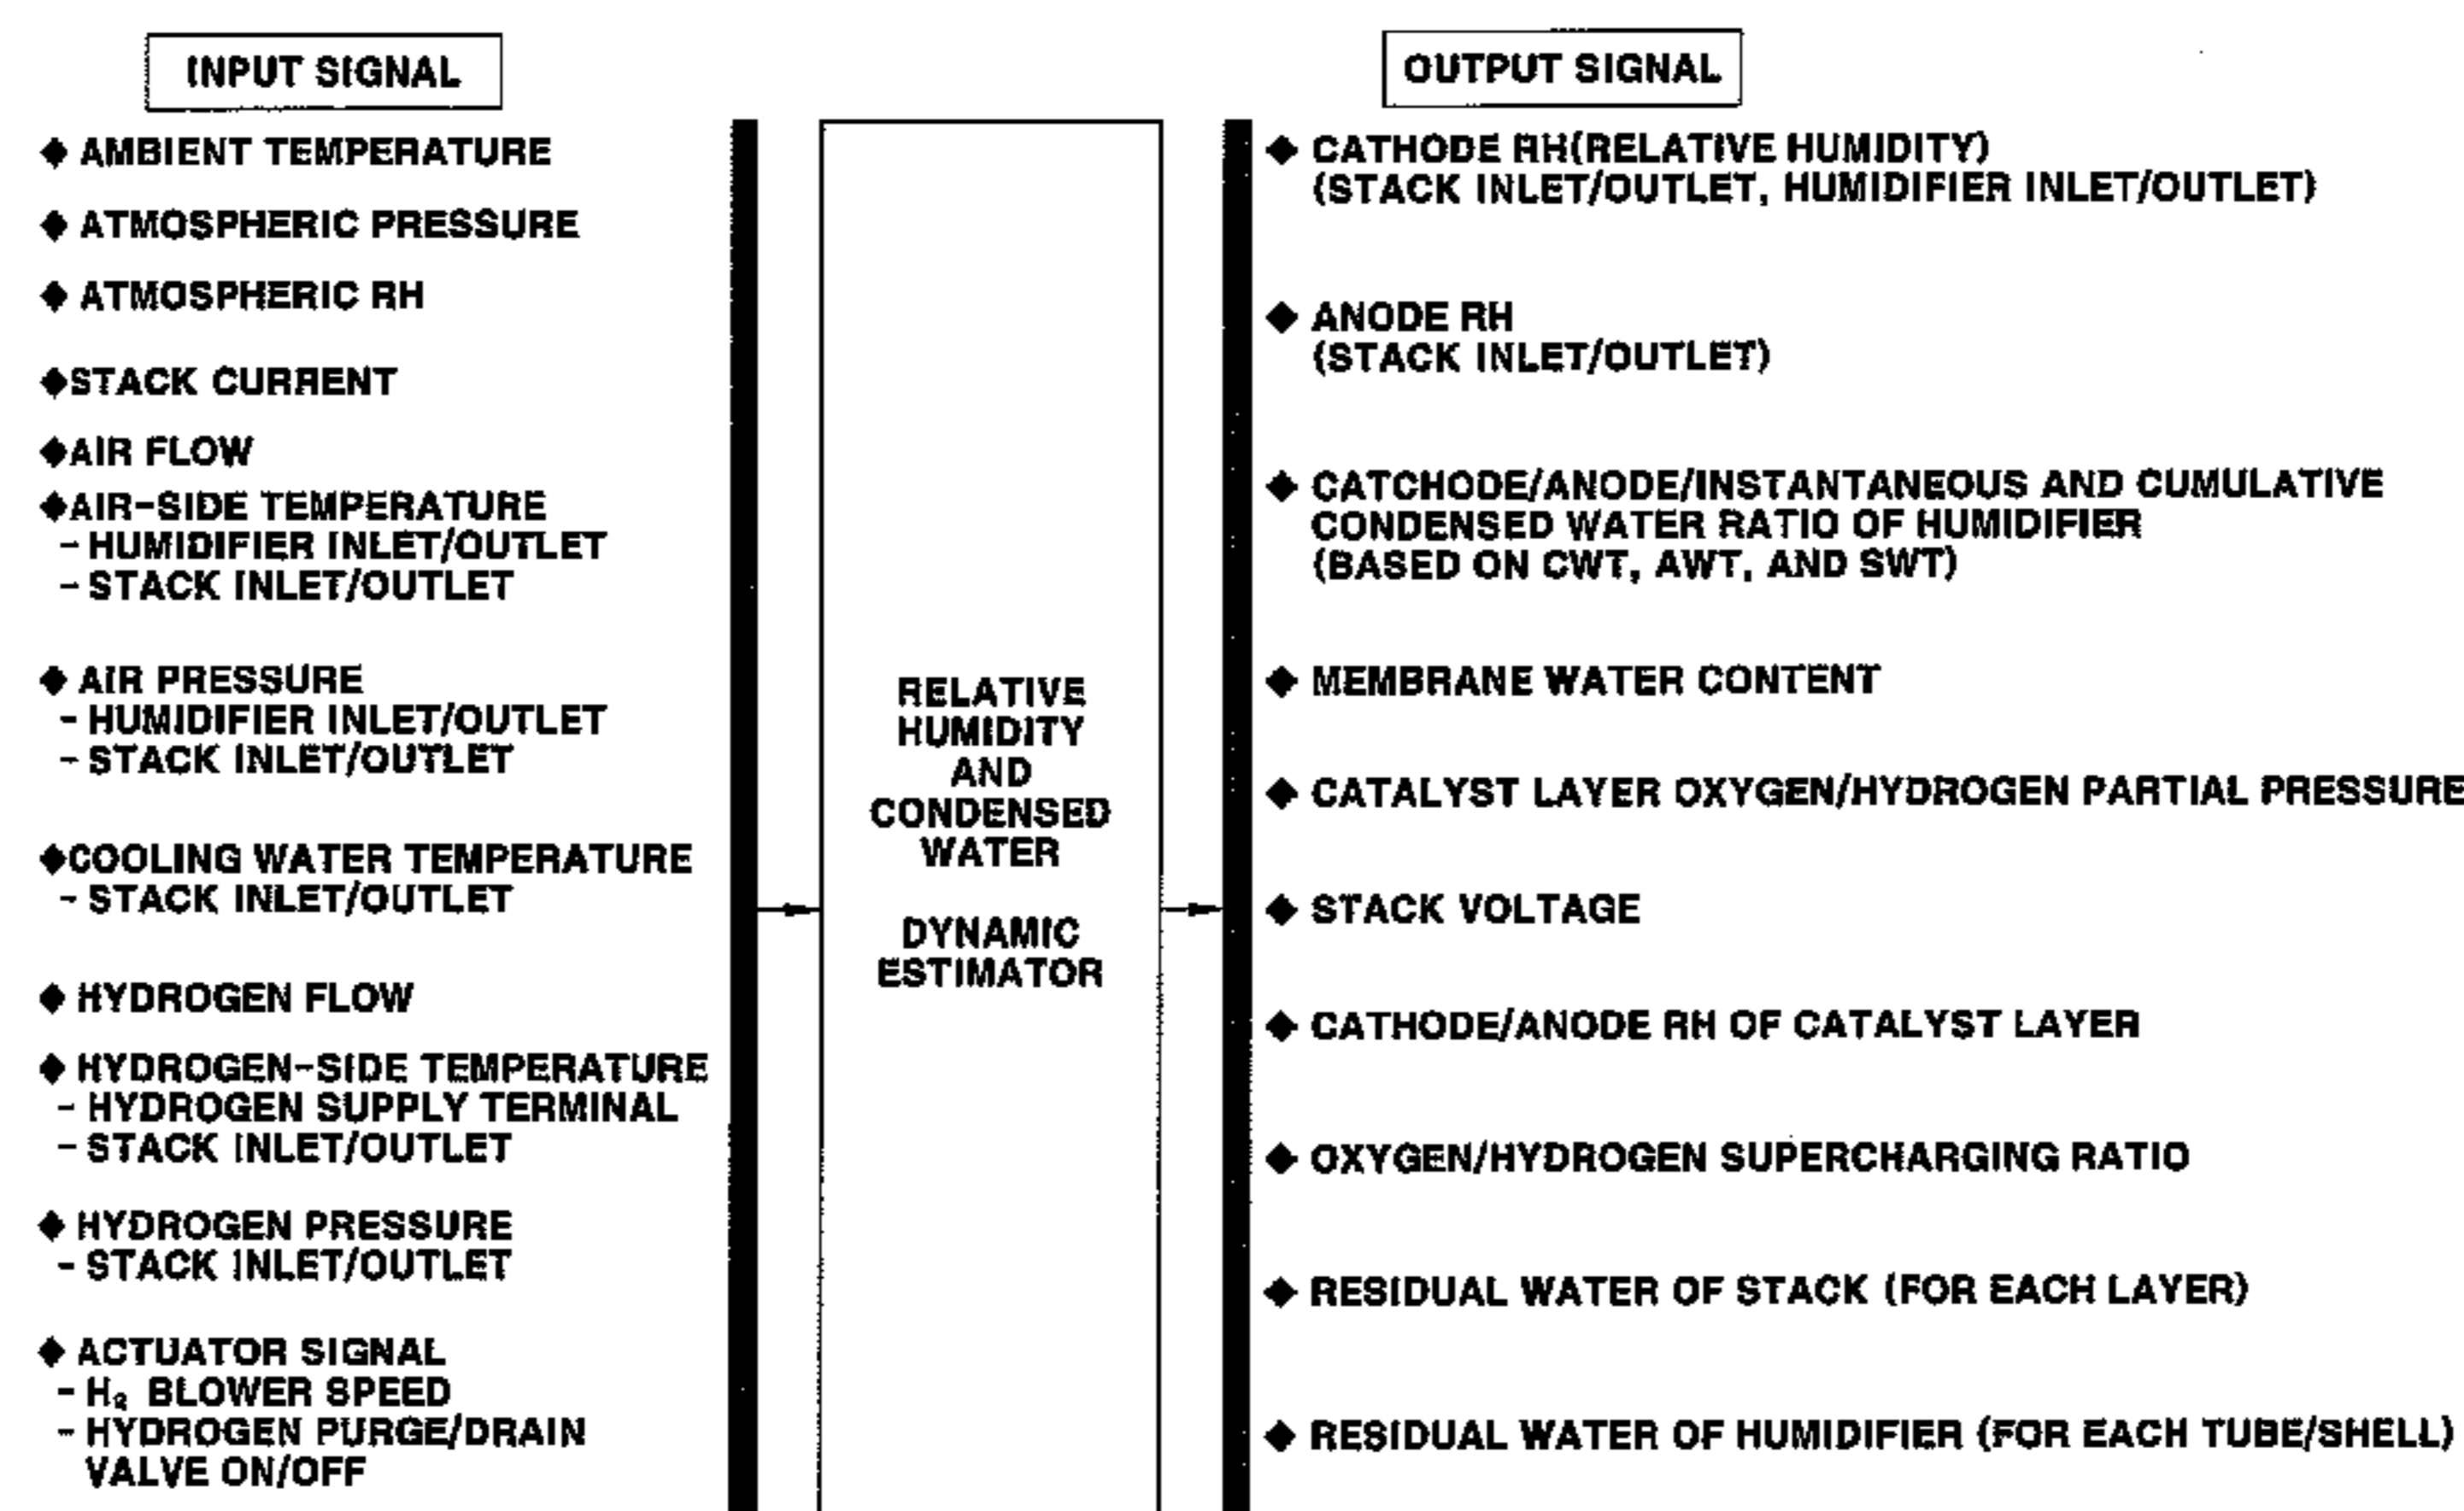 INPUT SIGNAL
◆ AMBIENT TEMPERATURE
◆ ATMOSPHERIC PRESSURE
◆ ATMOSPHERIC RH
◆STACK CURRENT
◆AIR FLOW
◆AIR-SIDE TEMPERATURE
- HUMIDIFIER INLET/OUTLET
- STACK INLET/OUTLET
◆ AIR PRESSURE
- HUMIDIFIER INLET/OUTLET
- STACK INLET/OUTLET
◆COOLING WATER TEMPERATURE
- STACK INLET/OUTLET
◆ HYDROGEN FLOW
◆ HYDROGEN-SIDE TEMPERATURE
- HYDROGEN SUPPLY TERMINAL
- STACK INLET/OUTLET
◆ HYDROGEN PRESSURE
- STACK INLET/OUTLET
◆ ACTUATOR SIGNAL
- H₂ BLOWER SPEED
- HYDROGEN PURGE/DRAIN
VALVE ON/OFF
RELATIVE
HUMIDITY
AND
CONDENSED
WATER
DYNAMIC
ESTIMATOR
OUTPUT SIGNAL
◆ CATHODE RH(RELATIVE HUMIDITY)
(STACK INLET/OUTLET, HUMIDIFIER INLET/OUTLET)
◆ ANODE RH
(STACK INLET/OUTLET)
◆ CATCHODE/ANODE/INSTANTANEOUS AND CUMULATIVE
CONDENSED WATER RATIO OF HUMIDIFIER
(BASED ON CWT, AWT, AND SWT)
◆ MEMBRANE WATER CONTENT
◆ CATALYST LAYER OXYGEN/HYDROGEN PARTIAL PRESSURE
◆ STACK VOLTAGE
◆ CATHODE/ANODE RH OF CATALYST LAYER
◆ OXYGEN/HYDROGEN SUPERCHARGING RATIO
◆ RESIDUAL WATER OF STACK (FOR EACH LAYER)
◆ RESIDUAL WATER OF HUMIDIFIER (FOR EACH TUBE/SHELL)